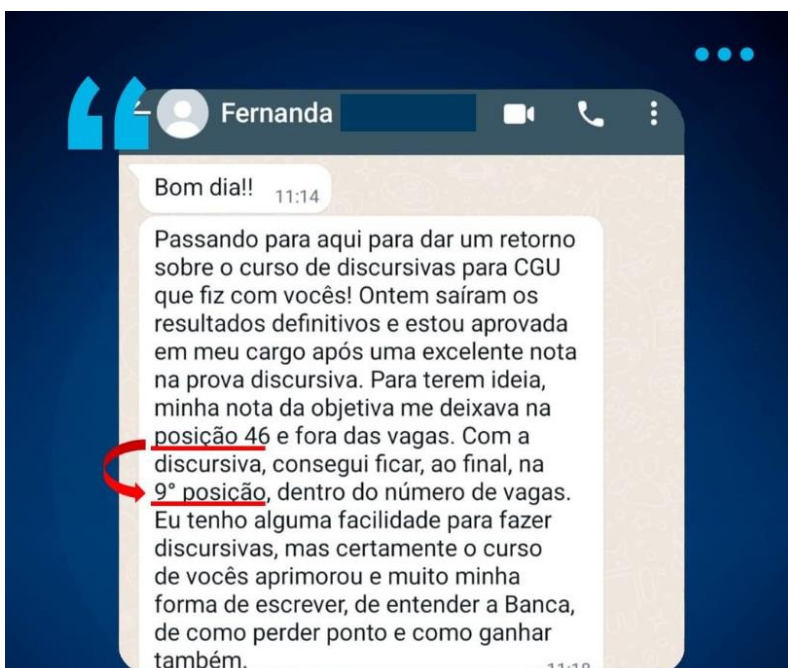 Fernanda
Bom dia!!
11:14
Passando para aqui para dar um retorno
sobre o curso de discursivas para CGU
que fiz com vocês! Ontem saíram os
resultados definitivos e estou aprovada
em meu cargo após uma excelente nota
na prova discursiva. Para terem ideia,
minha nota da objetiva me deixava na
posição 46 e fora das vagas. Com a
discursiva, consegui ficar, ao final, na
9° posição, dentro do número de vagas.
Eu tenho alguma facilidade para fazer
discursivas, mas certamente o curso
de vocês aprimorou e muito minha
forma de escrever, de entender a Banca,
de como perder ponto e como ganhar
também.